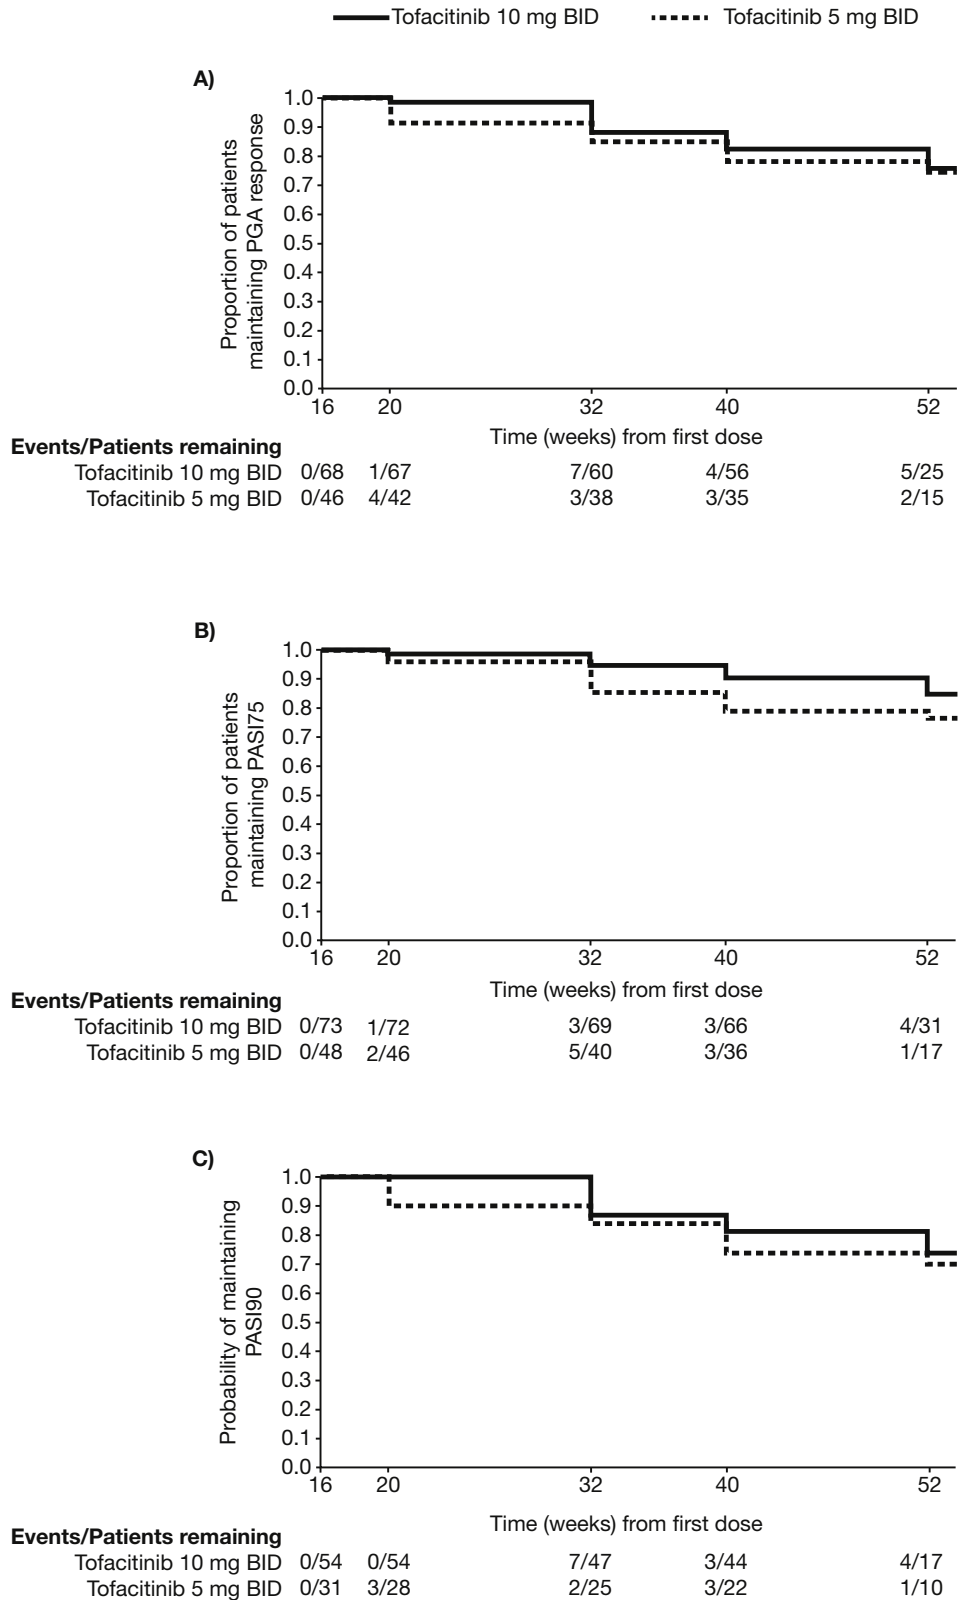 Tofacitinib 10 mg BID Tofacitinib 5 mg BID
A)
Proportion of patients
maintaining PGA response
1.0
0.9
0.8
0.7
0.6
0.5
0.4
0.3
0.2
0.1
0.0
16 20 32 40 52
Time (weeks) from first dose
Events/Patients remaining
Tofacitinib 10 mg BID 0/68 1/67 7/60 4/56 5/25
Tofacitinib 5 mg BID 0/46 4/42 3/38 3/35 2/15
B)
Proportion of patients
maintaining PASI75
1.0
0.9
0.8
0.7
0.6
0.5
0.4
0.3
0.2
0.1
0.0
16 20 32 40 52
Time (weeks) from first dose
Events/Patients remaining
Tofacitinib 10 mg BID 0/73 1/72 3/69 3/66 4/31
Tofacitinib 5 mg BID 0/48 2/46 5/40 3/36 1/17
C)
Probability of maintaining
PASI90
1.0
0.9
0.8
0.7
0.6
0.5
0.4
0.3
0.2
0.1
0.0
16 20 32 40 52
Time (weeks) from first dose
Events/Patients remaining
Tofacitinib 10 mg BID 0/54 0/54 7/47 3/44 4/17
Tofacitinib 5 mg BID 0/31 3/28 2/25 3/22 1/10